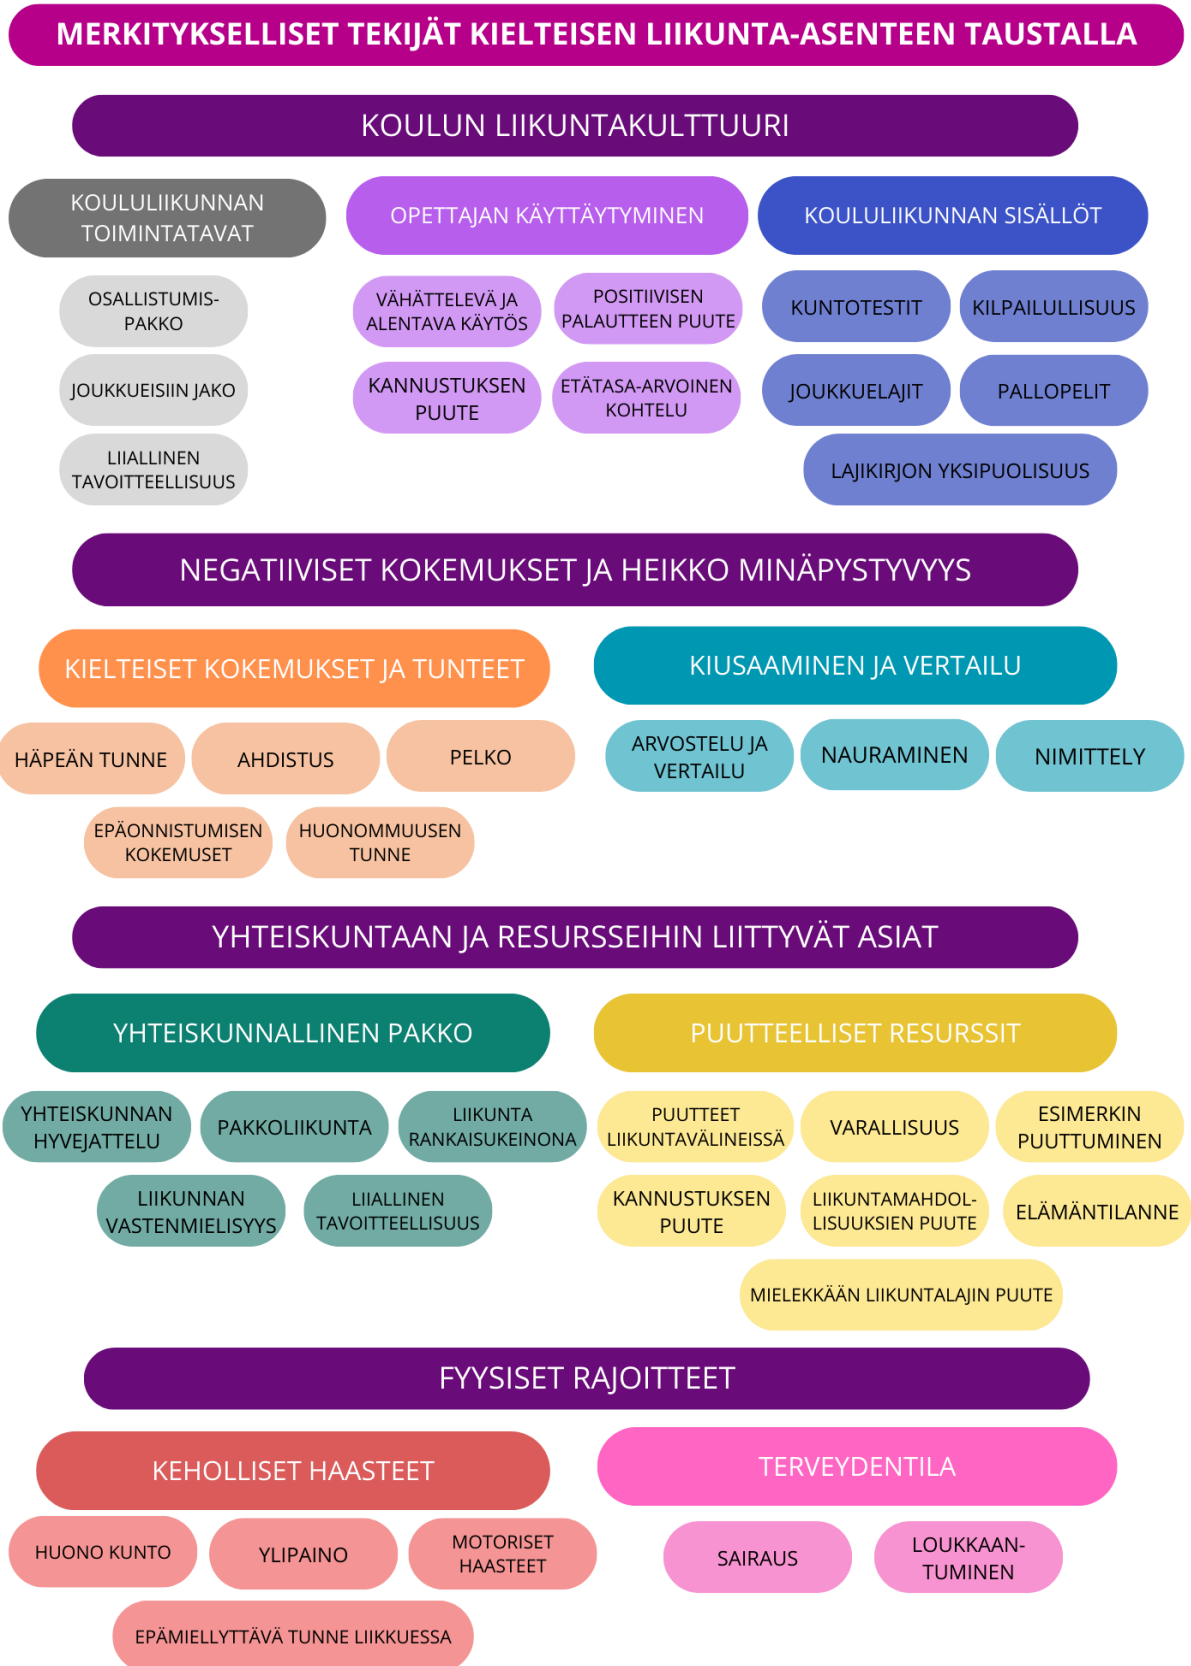 MERKITYKSELLISET TEKIJÄT KIELTEISEN LIIKUNTA-ASENTEEN TAUSTALLA
KOULUN LIIKUNTAKULTTUURI
KOULULIIKUNNAN
TOIMINTATAVAT
OSALLISTUMIS-
PAKKO
JOUKKUEISIIN JAKO
LIIALLINEN
TAVOITTEELLISUUS
OPETTAJAN KÄYTTÄYTYMINEN
VÄHÄTTELEVÄ JA
ALENTAVA KÄYTÖS
POSITIIVISEN
PALAUTTEEN PUUTE
KANNUSTUKSEN
PUUTE
ETÄTASA-ARVOINEN
KOHTELU
KOULULIIKUNNAN SISÄLLÖT
KUNTOTESTIT
KILPAILULLISUUS
JOUKKUELAJIT
PALLOPELIT
LAJIKIRJON YKSIPUOLISUUS
NEGATIIVISET KOKEMUKSET JA HEIKKO MINÄPYSTYVYYS
KIELTEISET KOKEMUKSET JA TUNTEET
HÄPEÄN TUNNE
AHDISTUS
PELKO
EPÄONNISTUMISEN
KOKEMUSET
HUONOMMUUSEN
TUNNE
KIUSAAMINEN JA VERTAILU
ARVOSTELU JA
VERTAILU
NAURAMINEN
NIMITTELY
YHTEISKUNTAAN JA RESURSSEIHIN LIITTYVÄT ASIAT
YHTEISKUNNALLINEN PAKKO
YHTEISKUNNAN
HYVEJATTELU
PAKKOLIIKUNTA
LIIKUNTA
RANKAISUKEINONA
LIIKUNNAN
VASTENMIELISYYS
LIIALLINEN
TAVOITTEELLISUUS
PUUTTEELLISET RESURSSIT
PUUTTEET
LIIKUNTAVÄLINEISSÄ
VARALLISUUS
ESIMERKIN
PUUTTUMINEN
KANNUSTUKSEN
PUUTE
LIIKUNTAMAHDOL-
LISUUKSIEN PUUTE
ELÄMÄNTILANNE
MIELEKKÄÄN LIIKUNTALAJIN PUUTE
FYYSISET RAJOITTEET
KEHOLLISET HAASTEET
HUONO KUNTO
YLIPAINO
MOTORISET
HAASTEET
EPÄMIELLYTTÄVÄ TUNNE LIIKKUESSA
TERVEYDENTILA
SAIRAUS
LOUKKAAN-
TUMINEN